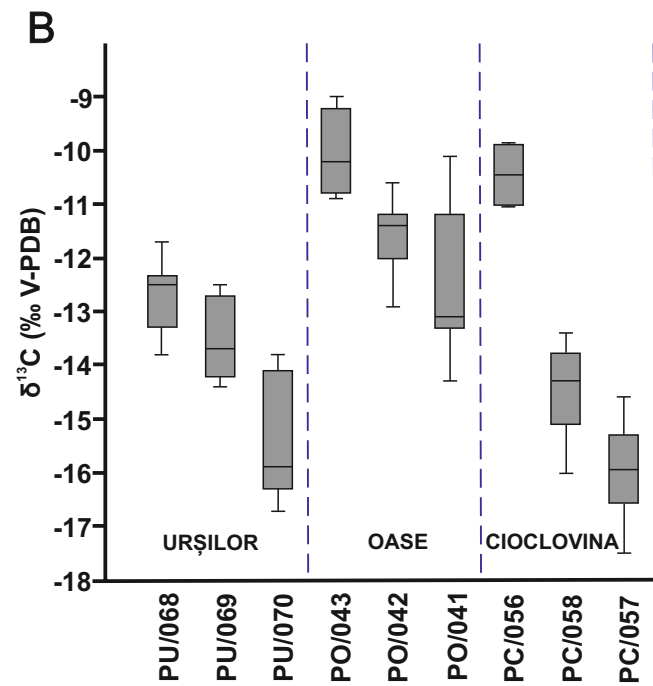 B
δ¹³C (‰ V-PDB)
-9
-10
-11
-12
-13
-14
-15
-16
-17
-18
URȘILOR
OASE
CIOCLOVINA
PU/068
PU/069
PU/070
PO/043
PO/042
PO/041
PC/056
PC/058
PC/057